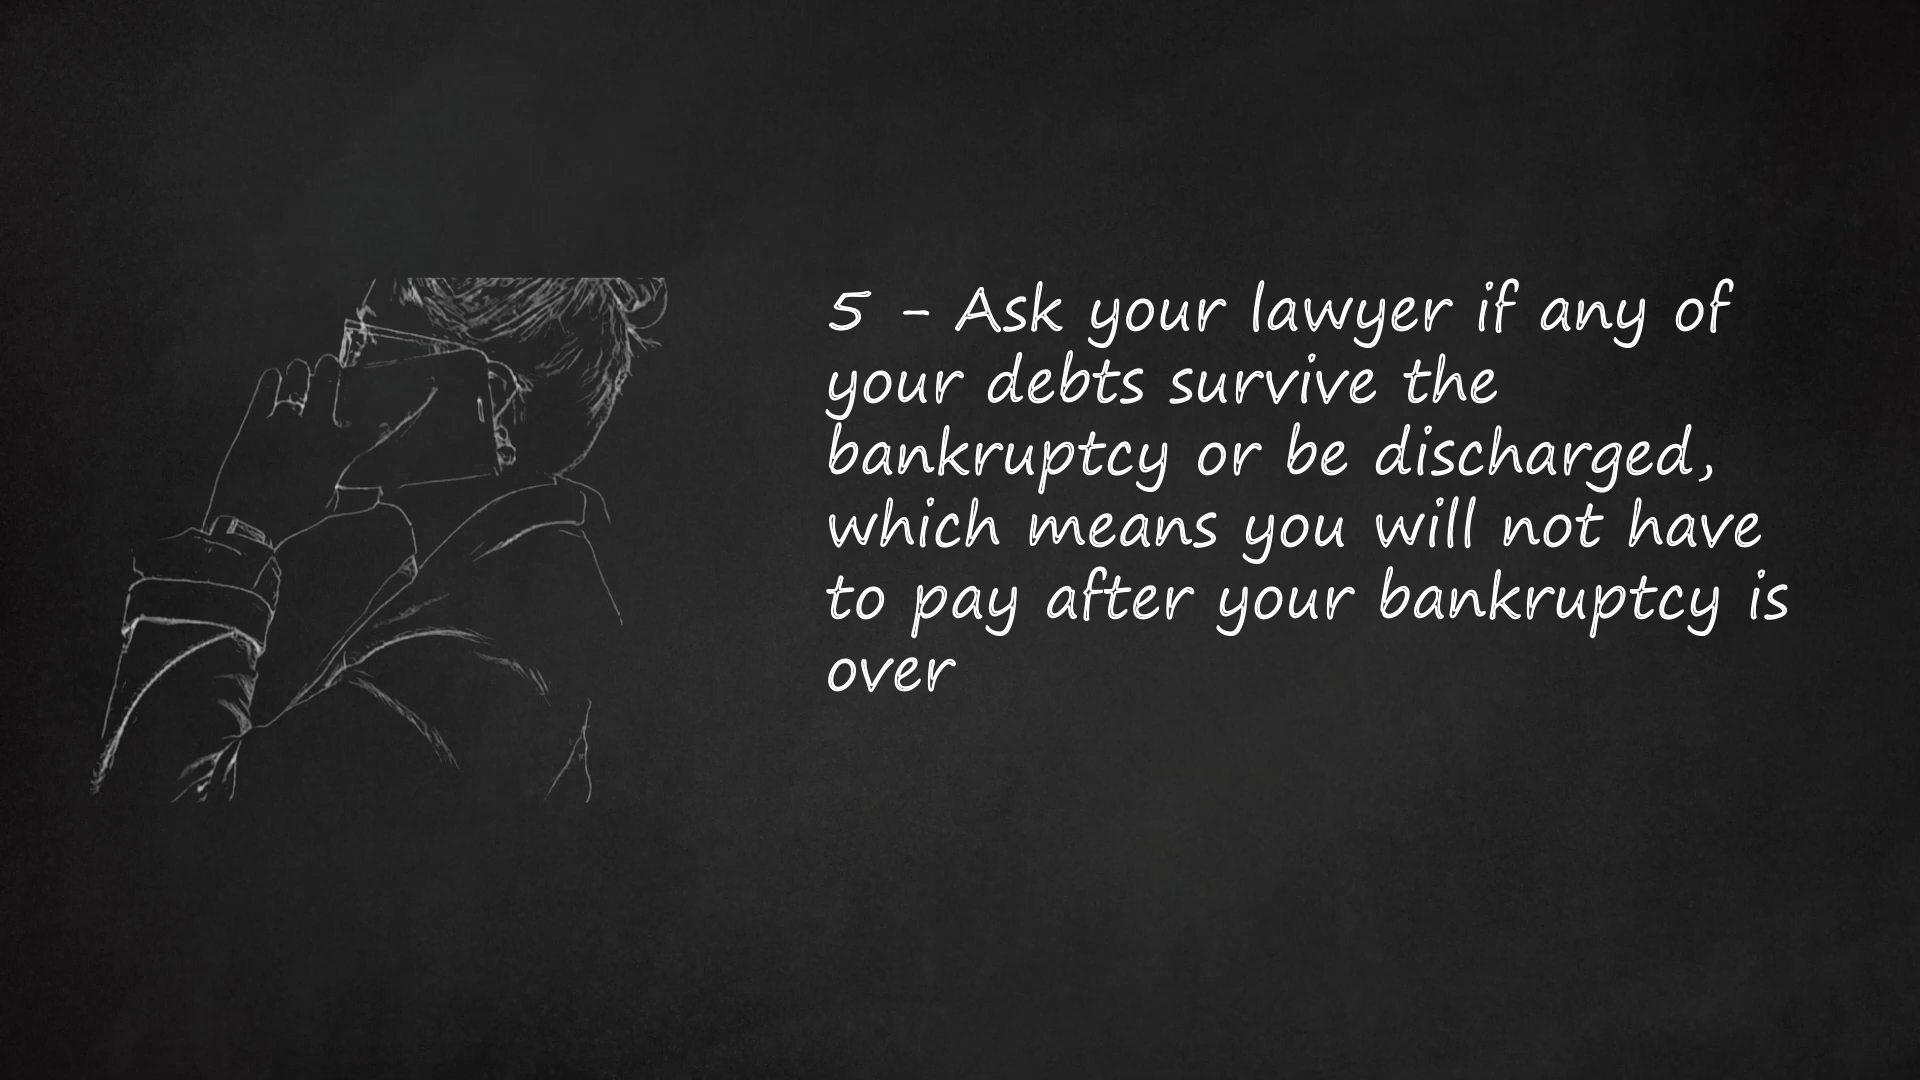 5 - Ask your lawyer if any of
your debts survive the
bankruptcy or be discharged,
which means you will not have
to pay after your bankruptcy is
over